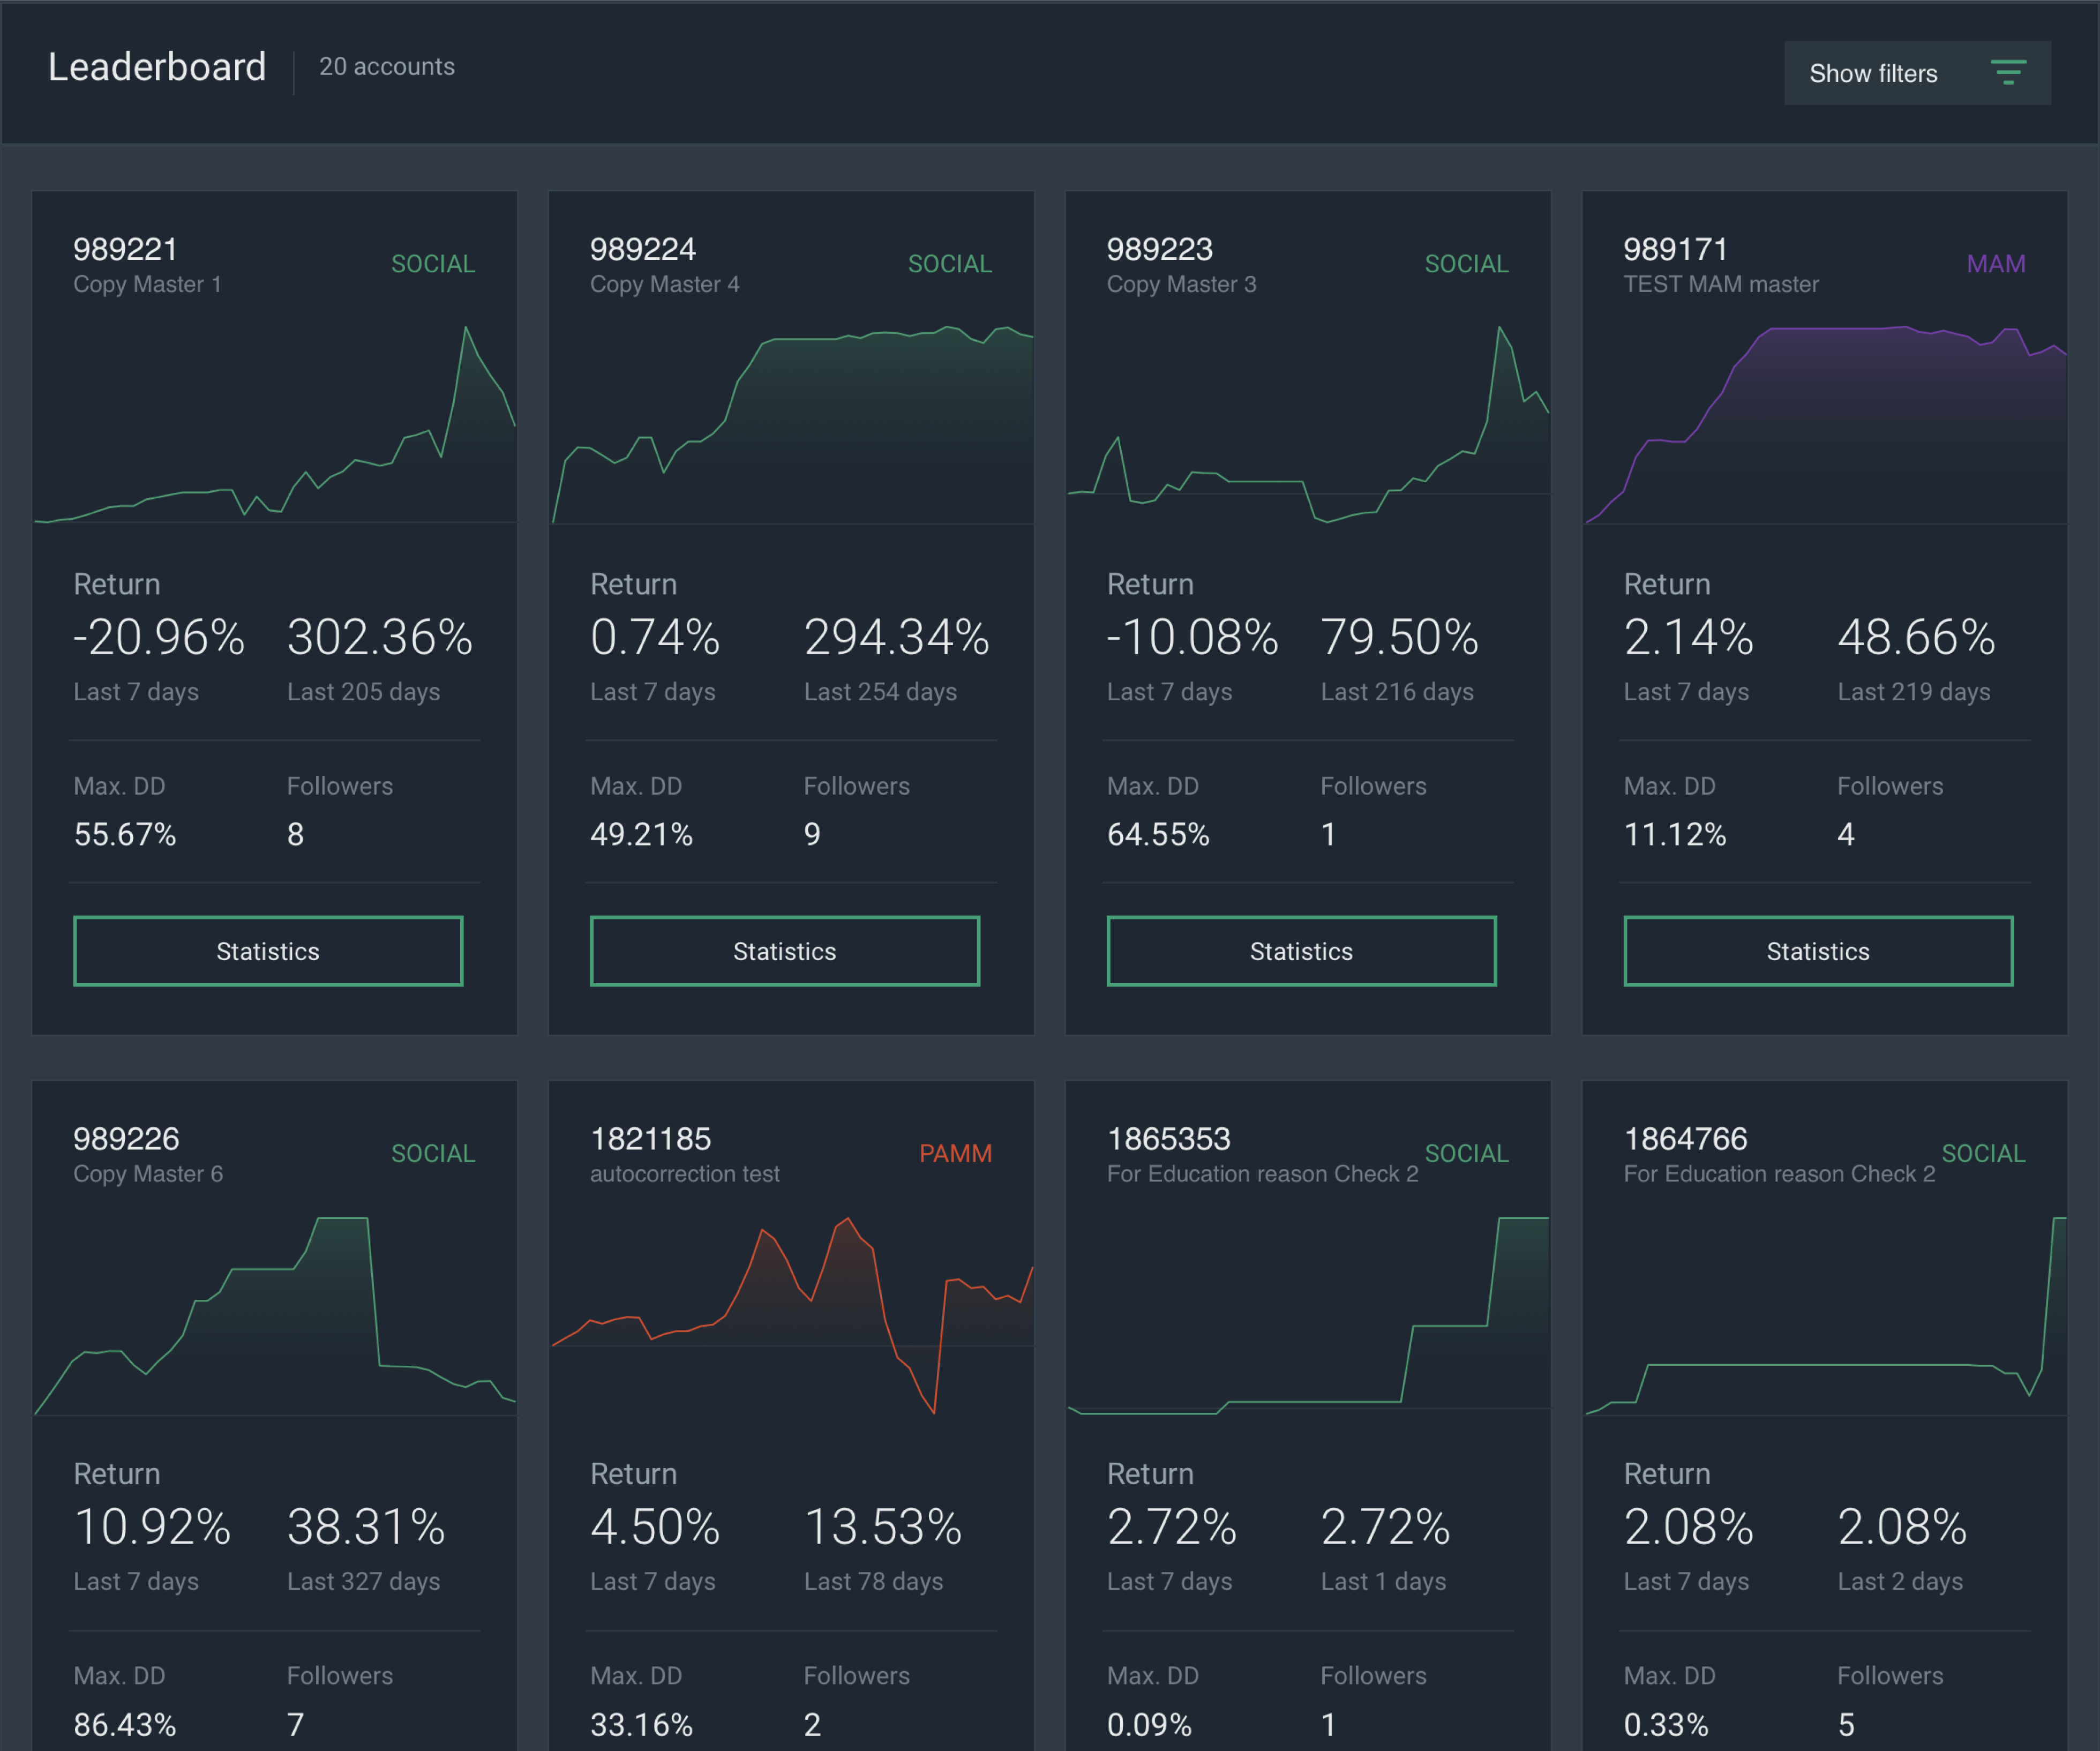 Leaderboard
20 accounts
Show filters
989221
Copy Master 1
SOCIAL
Return
-20.96% 302.36%
Last 7 days Last 205 days
Max. DD Followers
55.67% 8
Statistics
989224
Copy Master 4
SOCIAL
Return
0.74% 294.34%
Last 7 days Last 254 days
Max. DD Followers
49.21% 9
Statistics
989223
Copy Master 3
SOCIAL
Return
-10.08% 79.50%
Last 7 days Last 216 days
Max. DD Followers
64.55% 1
Statistics
989171
TEST MAM master
MAM
Return
2.14% 48.66%
Last 7 days Last 219 days
Max. DD Followers
11.12% 4
Statistics
989226
Copy Master 6
SOCIAL
Return
10.92% 38.31%
Last 7 days Last 327 days
Max. DD Followers
86.43% 7
1821185
autocorrection test
PAMM
Return
4.50% 13.53%
Last 7 days Last 78 days
Max. DD Followers
33.16% 2
1865353
For Education reason Check 2
SOCIAL
Return
2.72% 2.72%
Last 7 days Last 1 days
Max. DD Followers
0.09% 1
1864766
For Education reason Check 2
SOCIAL
Return
2.08% 2.08%
Last 7 days Last 2 days
Max. DD Followers
0.33% 5